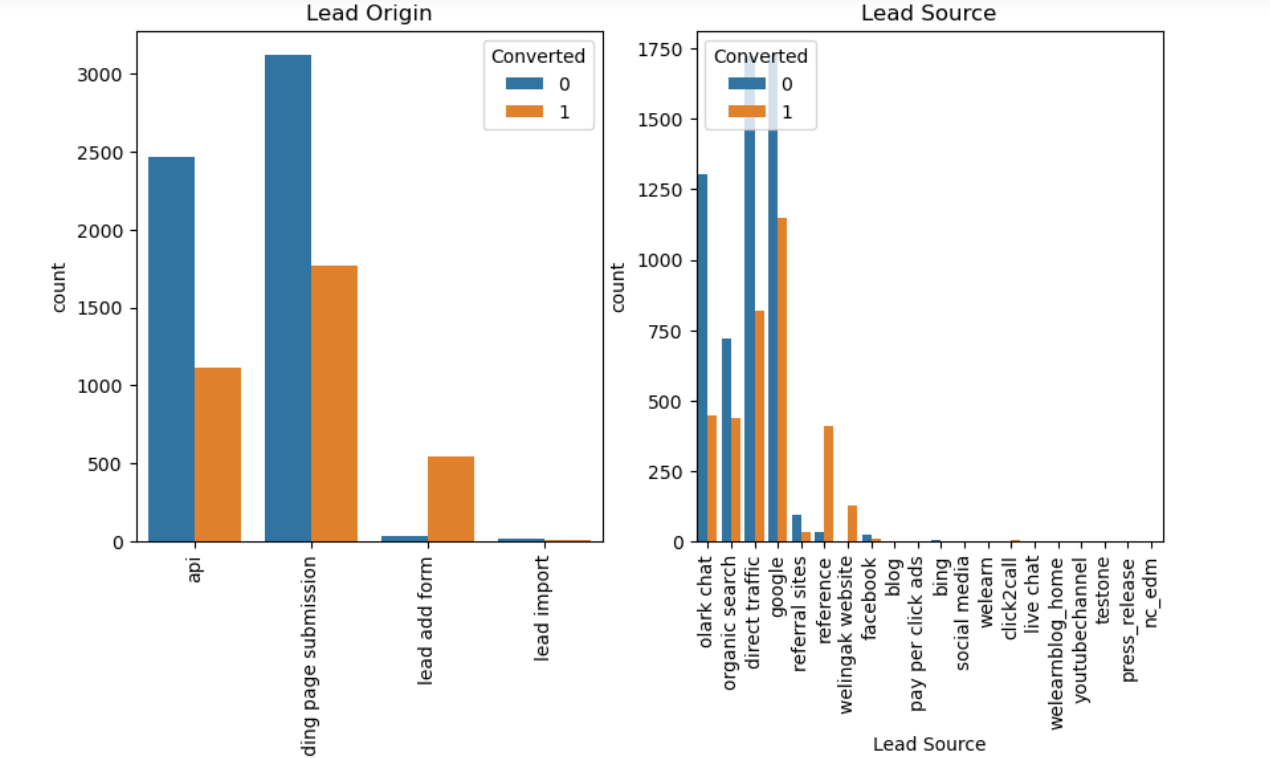 Lead Origin
count
3000
2500
2000
1500
1000
500
0
Converted
0
1
api
ding page submission
lead add form
lead import
Lead Source
count
1750
1500
1250
1000
750
500
250
0
Converted
0
1
olark chat
organic search
direct traffic
google
referral sites
reference
welingak website
facebook
blog
pay per click ads
bing
social media
welearn
click2call
live chat
welearnblog_home
youtubechannel
testone
press_release
nc_edm
Lead Source